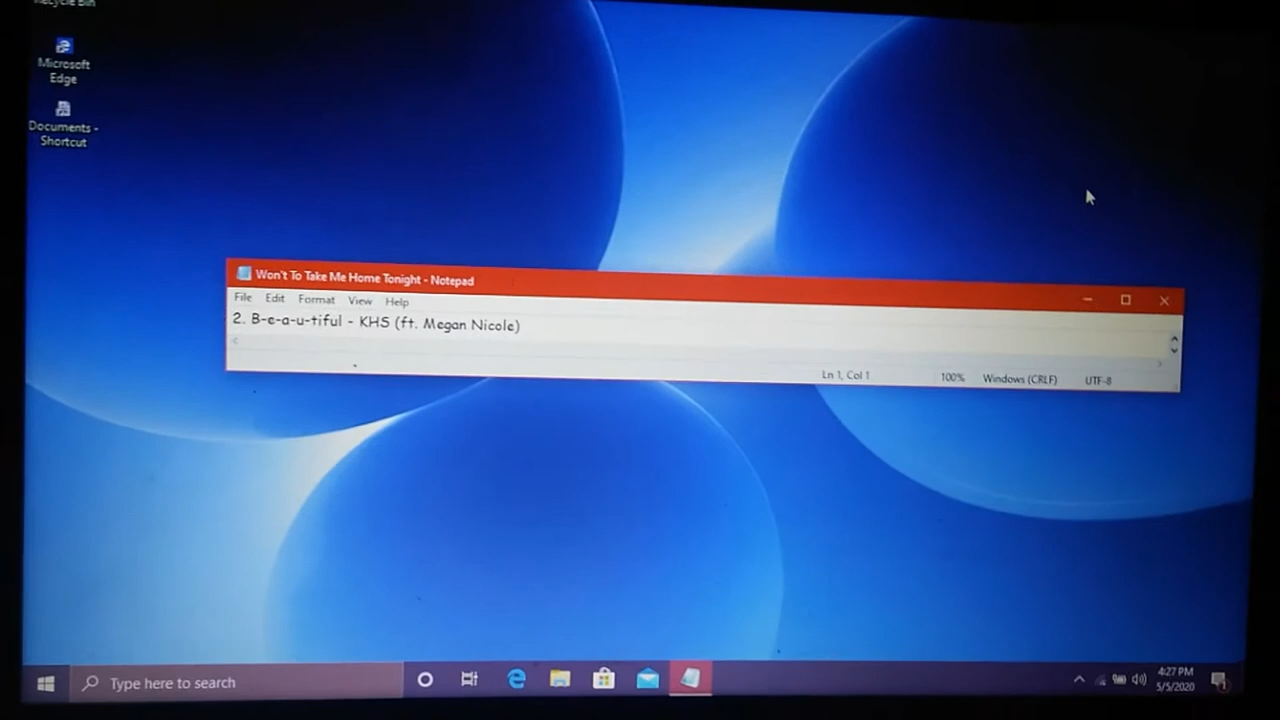 Recycle Bin
Microsoft
Edge
Documents -
Shortcut
Won't To Take Me Home Tonight - Notepad
File Edit Format View Help
2. B-e-a-u-tiful - KHS (ft. Megan Nicole)
Ln 1, Col 1 100% Windows (CRLF) UTF-8
Type here to search
4:27 PM
5/5/2020
1